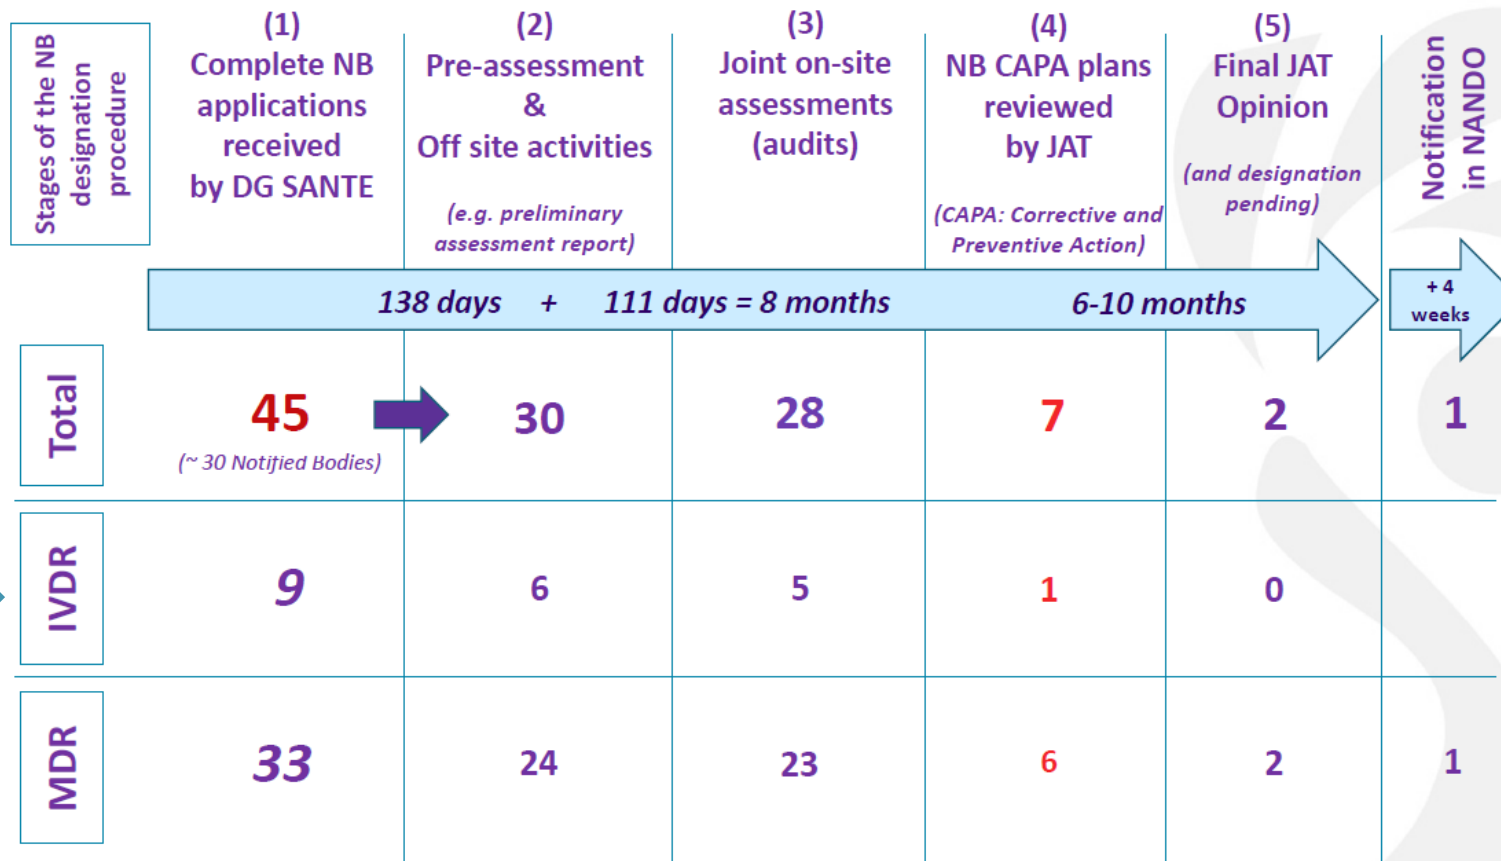 Stages of the NB
designation
procedure
(1)
Complete NB
applications
received
by DG SANTE
(2)
Pre-assessment
&
Off site activities
(e.g. preliminary
assessment report)
(3)
Joint on-site
assessments
(audits)
(4)
NB CAPA plans
reviewed
by JAT
(CAPA: Corrective and
Preventive Action)
(5)
Final JAT
Opinion
(and designation
pending)
Notification
in NANDO
138 days + 111 days = 8 months 6-10 months
+ 4
weeks
Total
45 30 28 7 2 1
(~ 30 Notified Bodies)
IVDR
9 6 5 1 0
MDR
33 24 23 6 2 1